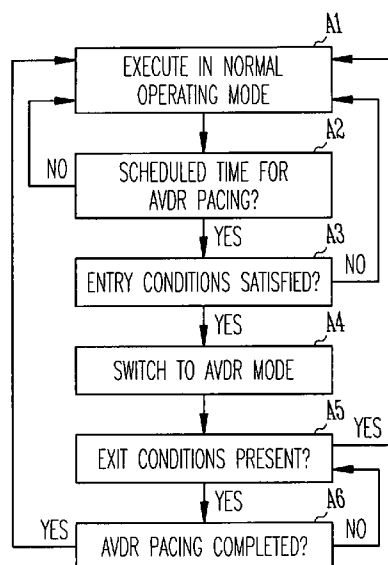 A1
EXECUTE IN NORMAL
OPERATING MODE
A2
NO
SCHEDULED TIME FOR
AVDR PACING?
YES
A3
ENTRY CONDITIONS SATISFIED?
NO
YES
A4
SWITCH TO AVDR MODE
A5
EXIT CONDITIONS PRESENT?
YES
YES
A6
YES
AVDR PACING COMPLETED?
NO